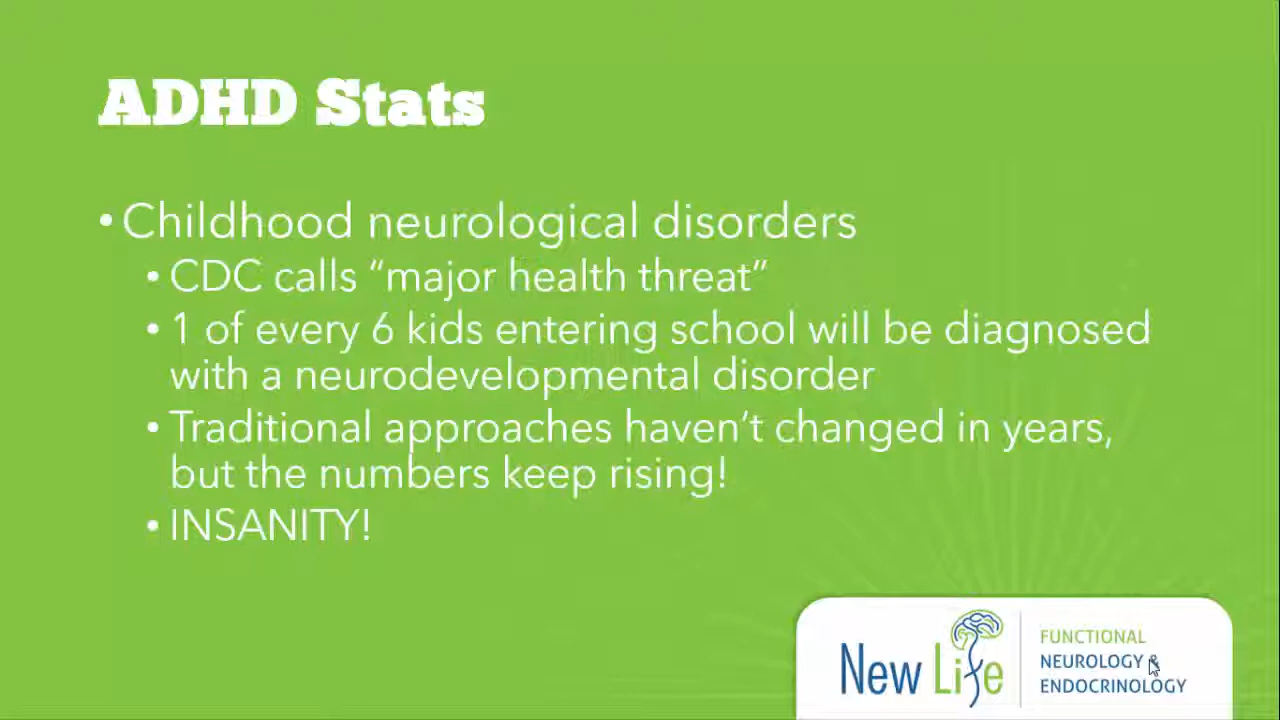 ADHD Stats
• Childhood neurological disorders
• CDC calls “major health threat”
• 1 of every 6 kids entering school will be diagnosed
with a neurodevelopmental disorder
• Traditional approaches haven’t changed in years,
but the numbers keep rising!
• INSANITY!
New Life
FUNCTIONAL
NEUROLOGY &
ENDOCRINOLOGY